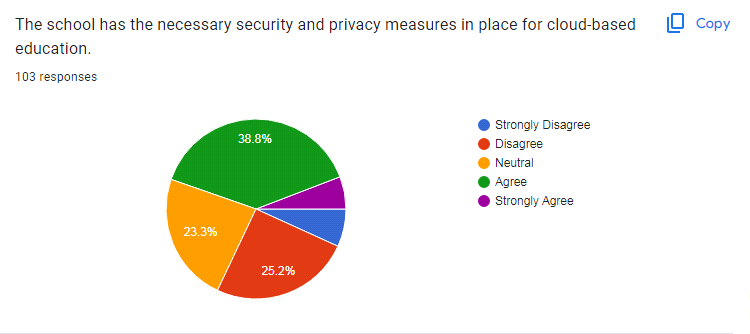 The school has the necessary security and privacy measures in place for cloud-based
education.
Copy
103 responses
38.8%
23.3%
25.2%
Strongly Disagree
Disagree
Neutral
Agree
Strongly Agree